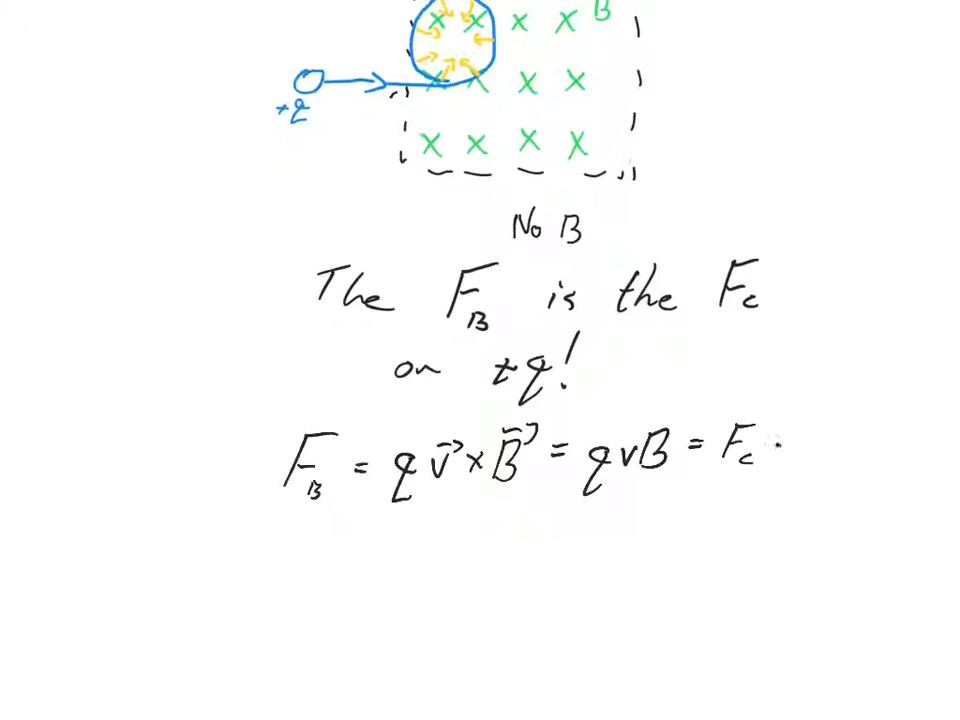 x x x x B
+q x x x x
x x x x
No B
The F_B is the F_c
on +q!
F_B = q v⃗ x B⃗ = qvB = F_c